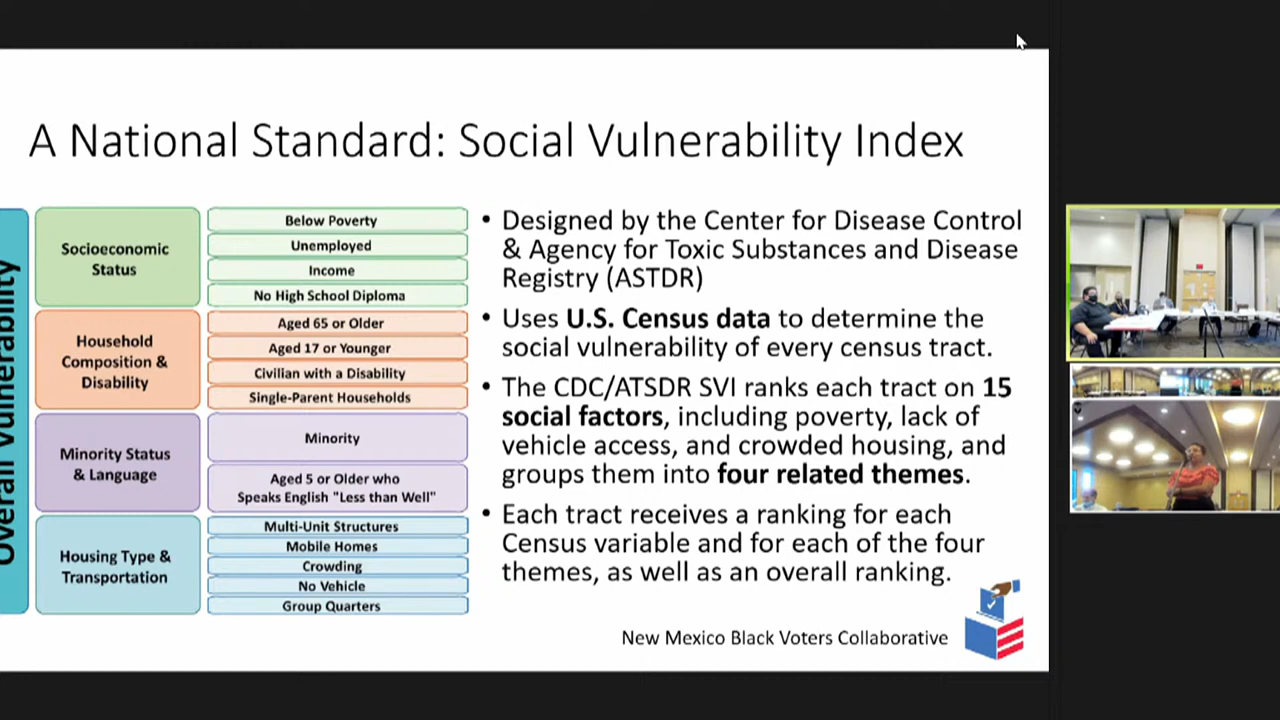 A National Standard: Social Vulnerability Index
Overall Vulnerability
Socioeconomic
Status
Below Poverty
Unemployed
Income
No High School Diploma
Household
Composition &
Disability
Aged 65 or Older
Aged 17 or Younger
Civilian with a Disability
Single-Parent Households
Minority Status
& Language
Minority
Aged 5 or Older who
Speaks English "Less than Well"
Housing Type &
Transportation
Multi-Unit Structures
Mobile Homes
Crowding
No Vehicle
Group Quarters
• Designed by the Center for Disease Control
& Agency for Toxic Substances and Disease
Registry (ASTDR)
• Uses U.S. Census data to determine the
social vulnerability of every census tract.
• The CDC/ATSDR SVI ranks each tract on 15
social factors, including poverty, lack of
vehicle access, and crowded housing, and
groups them into four related themes.
• Each tract receives a ranking for each
Census variable and for each of the four
themes, as well as an overall ranking.
New Mexico Black Voters Collaborative